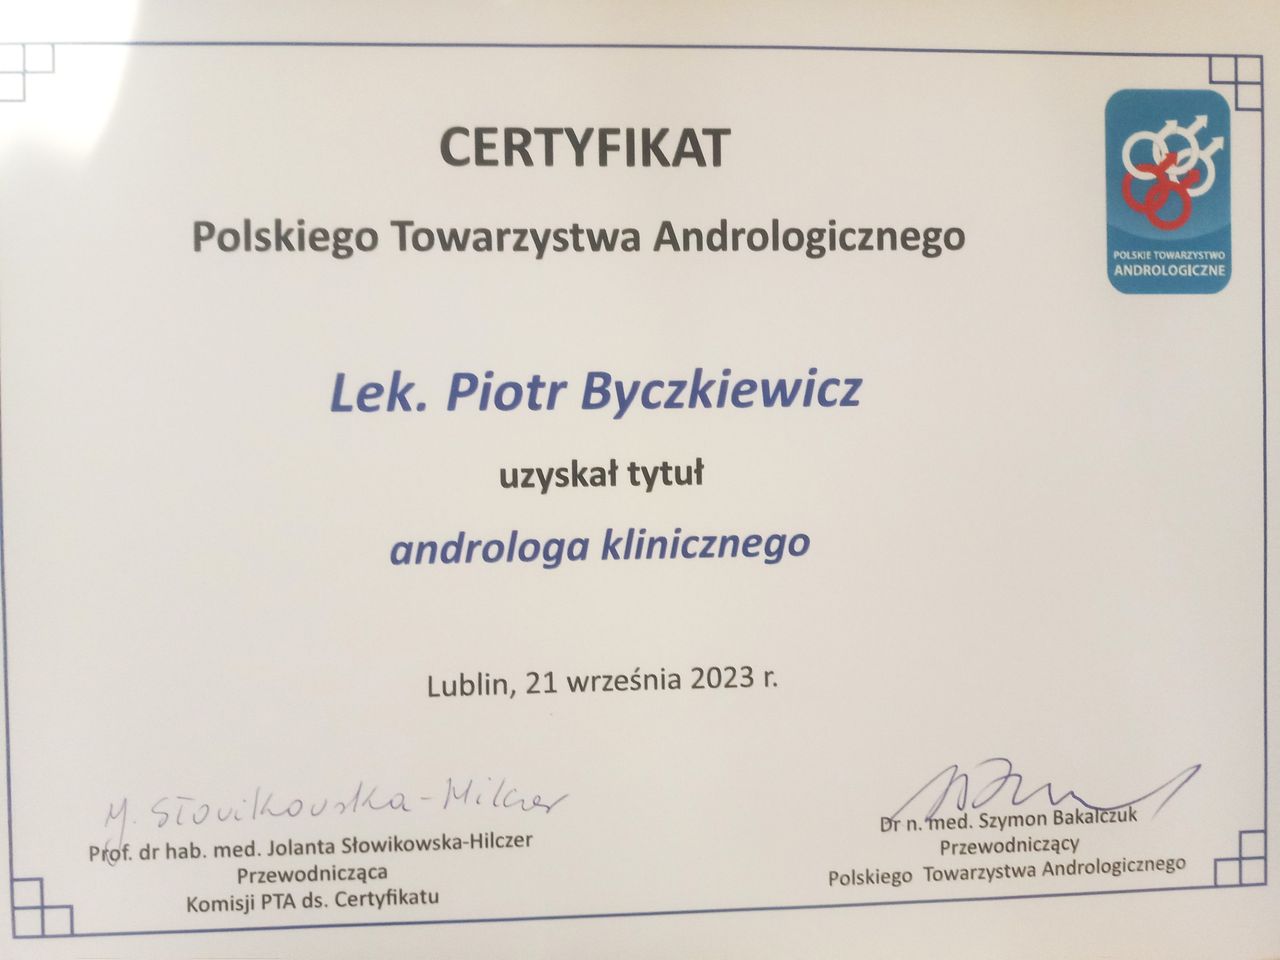 CERTYFIKAT
Polskiego Towarzystwa Andrologicznego
POLSKIE TOWARZYSTWO
ANDROLOGICZNE
Lek. Piotr Byczkiewicz
uzyskał tytuł
androloga klinicznego
Lublin, 21 września 2023 r.
J. Słowikowska-Hilczer
Prof. dr hab. med. Jolanta Słowikowska-Hilczer
Przewodnicząca
Komisji PTA ds. Certyfikatu
Dr n. med. Szymon Bakalczuk
Przewodniczący
Polskiego Towarzystwa Andrologicznego